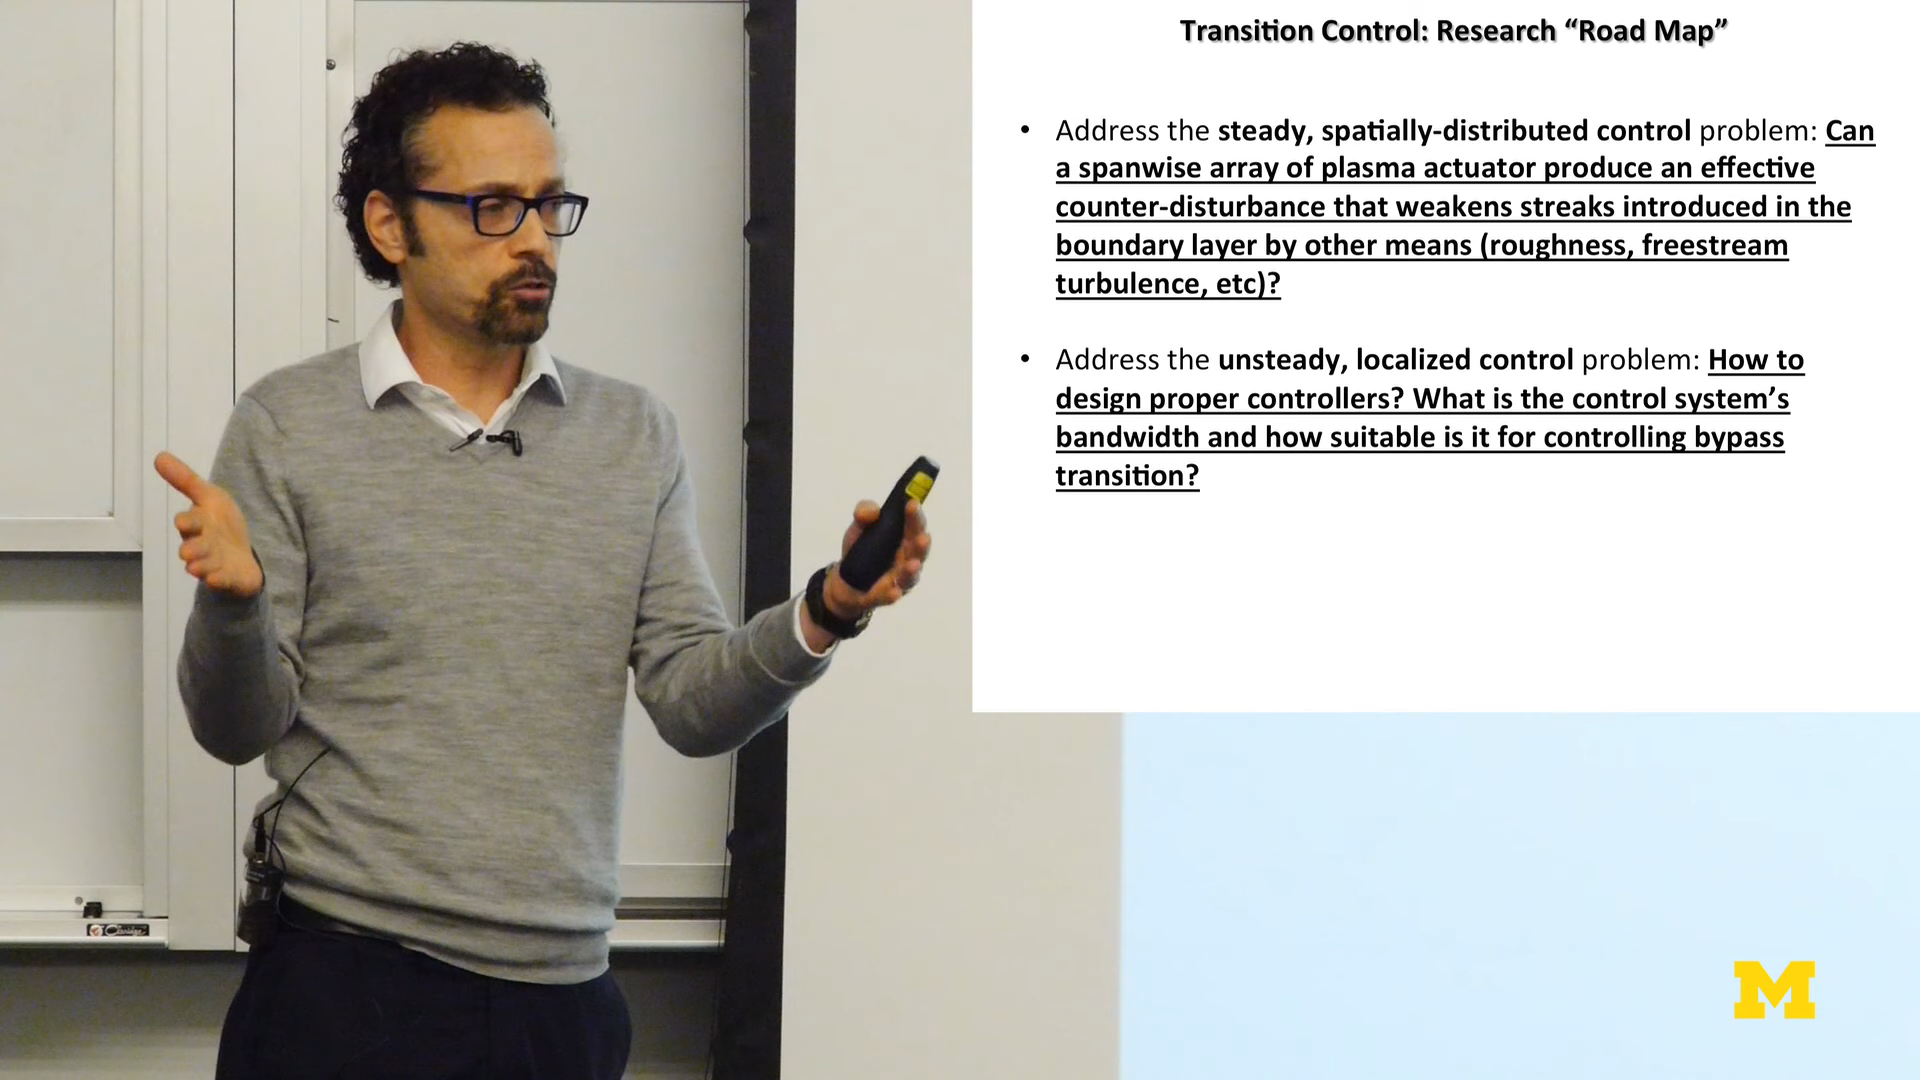 Transition Control: Research “Road Map”
• Address the steady, spatially-distributed control problem: Can
a spanwise array of plasma actuator produce an effective
counter-disturbance that weakens streaks introduced in the
boundary layer by other means (roughness, freestream
turbulence, etc)?
• Address the unsteady, localized control problem: How to
design proper controllers? What is the control system’s
bandwidth and how suitable is it for controlling bypass
transition?
Claridge
M